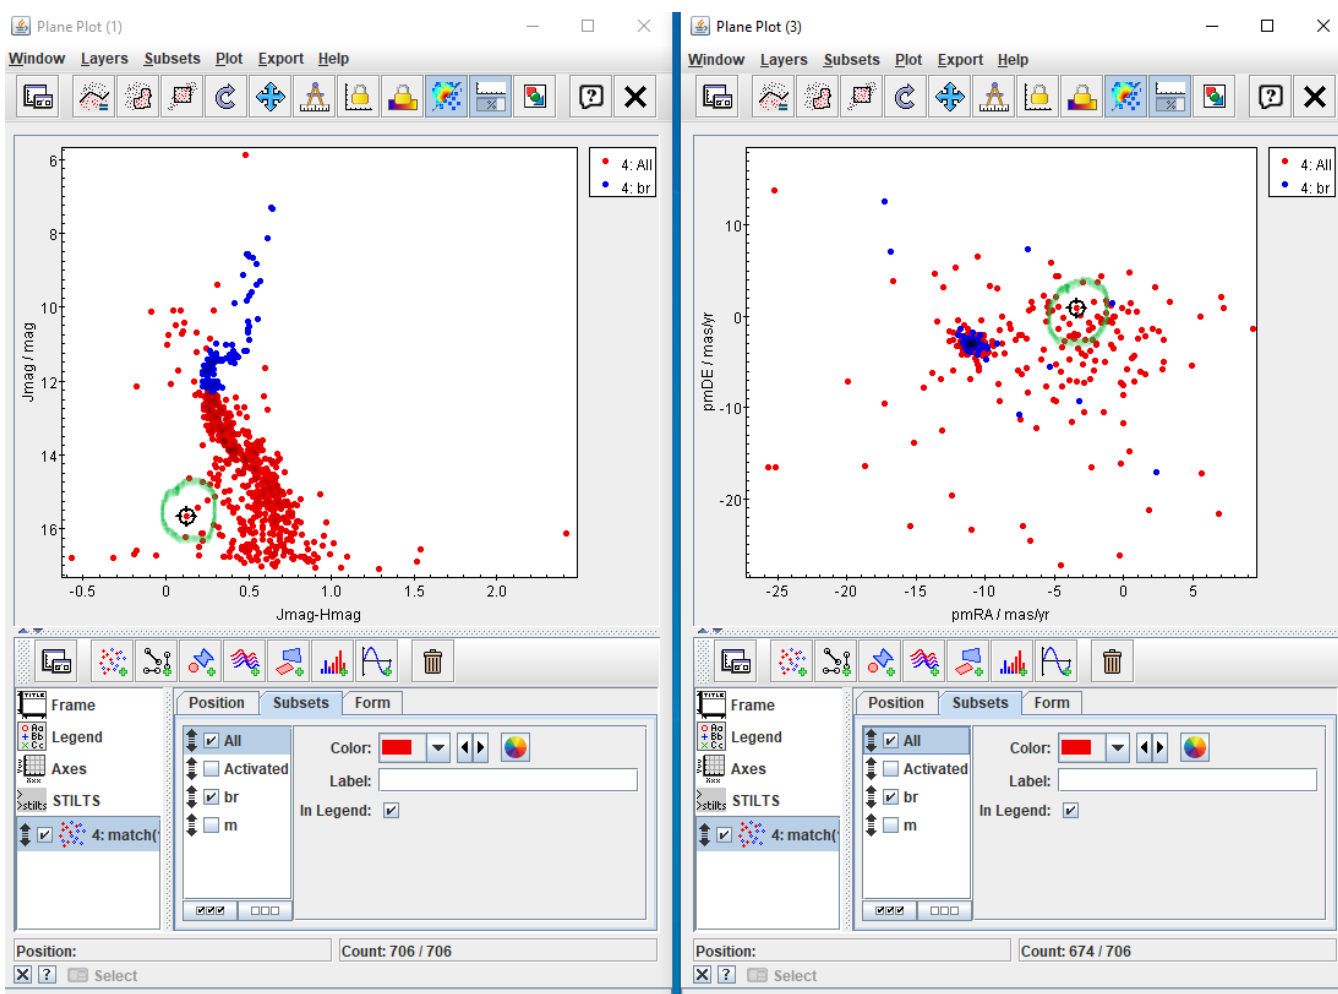 Plane Plot (1)
Window Layers Subsets Plot Export Help
4: All
4: br
6
8
10
12
14
16
Jmag / mag
-0.5 0 0.5 1.0 1.5 2.0
Jmag-Hmag
Frame
Legend
Axes
STILTS
4: match(
Position Subsets Form
All
Activated
br
m
Color:
Label:
In Legend:
Position:
Count: 706 / 706
Select
Plane Plot (3)
Window Layers Subsets Plot Export Help
4: All
4: br
10
0
-10
-20
pmDE / mas/yr
-25 -20 -15 -10 -5 0 5
pmRA / mas/yr
Frame
Legend
Axes
STILTS
4: match(
Position Subsets Form
All
Activated
br
m
Color:
Label:
In Legend:
Position:
Count: 674 / 706
Select